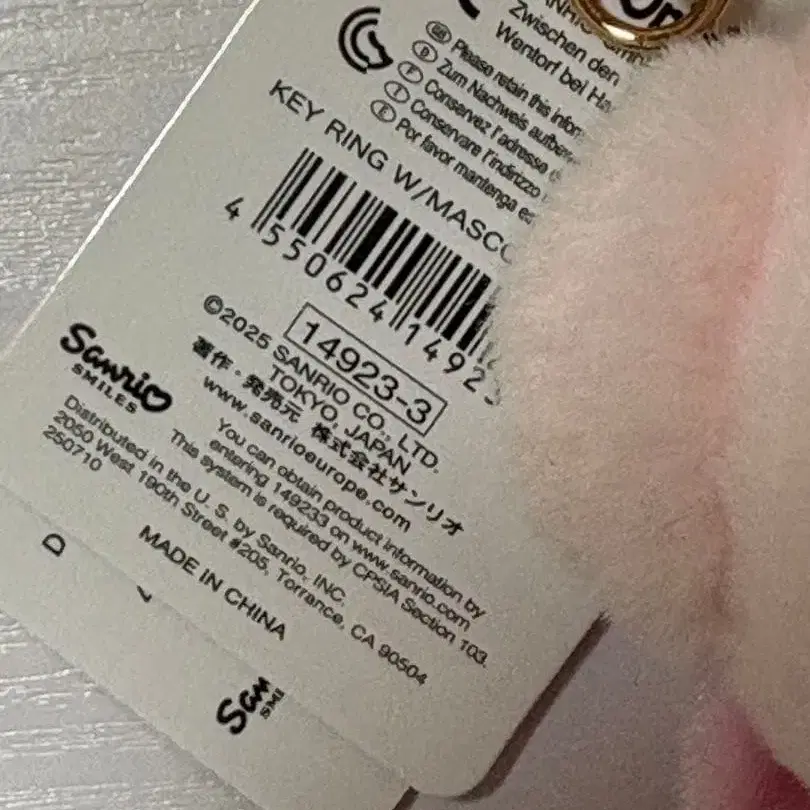 Zwischen den
Wentorf bei Ha
GB Please retain this infor
D Zum Nachweis aufbew
F Conservez l'adresse
I Conservare l'indirizzo
E Por favor mantenga
KEY RING W/MASCO
4 550624 1492
14923-3
©2025 SANRIO CO., LTD.
TOKYO, JAPAN
著作・発売元 株式会社サンリオ
www.sanrioeurope.com
You can obtain product information by
entering 149233 on www.sanrio.com
This system is required by CPSIA Section 103.
Sanrio
SMILES
Distributed in the U. S. by Sanrio, INC.
2050 West 190th Street #205, Torrance, CA 90504
250710
MADE IN CHINA
D
San
SMI